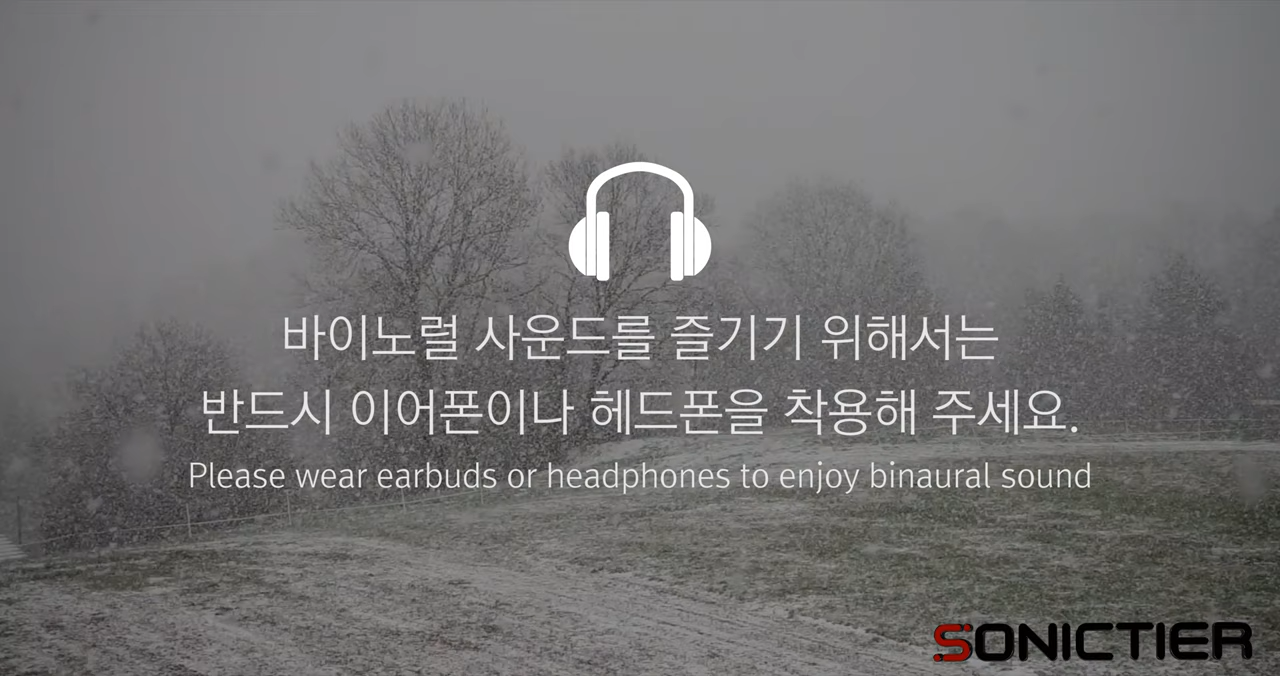 바이노럴 사운드를 즐기기 위해서는
반드시 이어폰이나 헤드폰을 착용해 주세요.
Please wear earbuds or headphones to enjoy binaural sound
SONICTIER